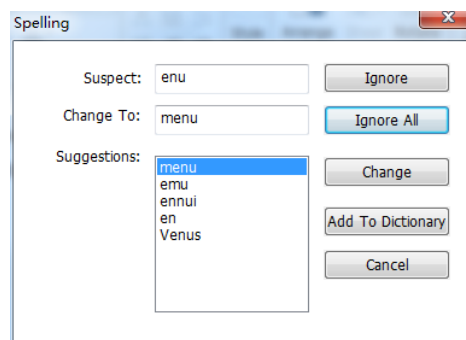 Spelling
Suspect: enu Ignore
Change To: menu Ignore All
Suggestions: menu Change
emu
ennui
en Add To Dictionary
Venus
Cancel